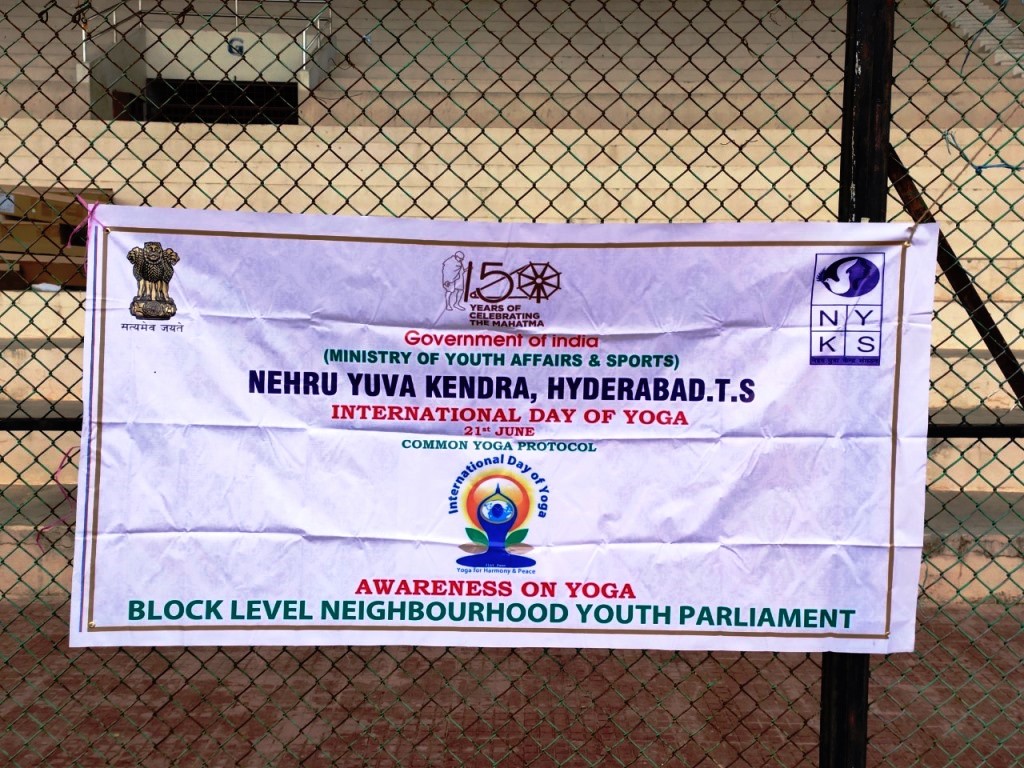 G
सत्यमेव जयते
150
YEARS OF
CELEBRATING
THE MAHATMA
N Y
K S
Government of india
(MINISTRY OF YOUTH AFFAIRS & SPORTS)
NEHRU YUVA KENDRA, HYDERABAD.T.S
INTERNATIONAL DAY OF YOGA
21st JUNE
COMMON YOGA PROTOCOL
International Day of Yoga
Yoga for Harmony & Peace
AWARENESS ON YOGA
BLOCK LEVEL NEIGHBOURHOOD YOUTH PARLIAMENT